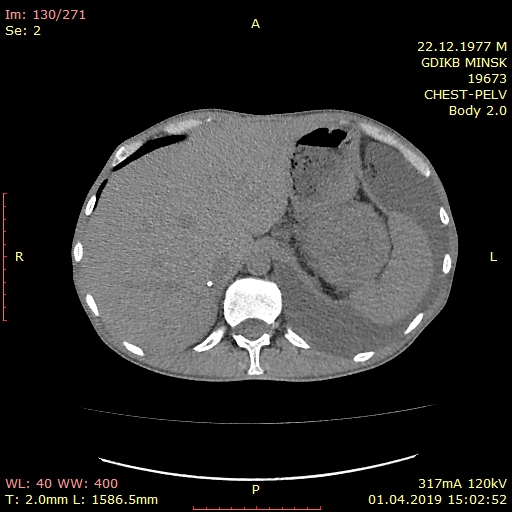 Im: 130/271
Se: 2
A
22.12.1977 M
GDIKB MINSK
19673
CHEST-PELV
Body 2.0
R
L
WL: 40 WW: 400
T: 2.0mm L: 1586.5mm
P
317mA 120kV
01.04.2019 15:02:52